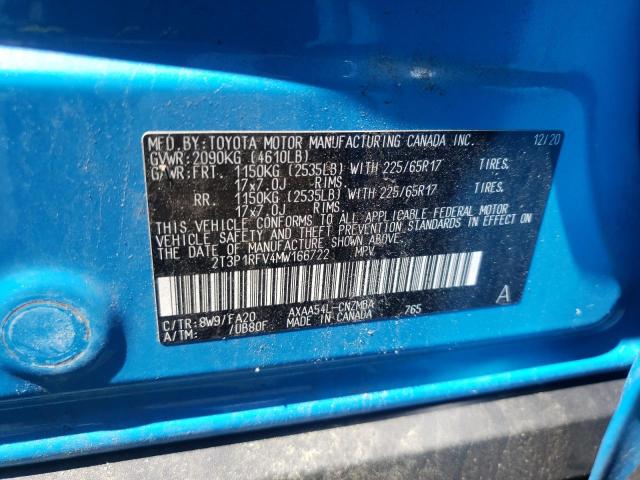 MFD.BY:TOYOTA MOTOR MANUFACTURING CANADA INC. 12/20
GVWR:2090KG (4610LB)
GAWR:FRT. 1150KG (2535LB) WITH 225/65R17 TIRES.
17x7.0J RIMS.
RR. 1150KG (2535LB) WITH 225/65R17 TIRES.
17x7.0J RIMS.
THIS VEHICLE CONFORMS TO ALL APPLICABLE FEDERAL MOTOR
VEHICLE SAFETY AND THEFT PREVENTION STANDARDS IN EFFECT ON
THE DATE OF MANUFACTURE SHOWN ABOVE.
2T3P1RFV4MW166722 MPV
C/TR:8W9/FA20 AXAA54L-CNZMBA 765 A
A/TM: /UB80F MADE IN CANADA